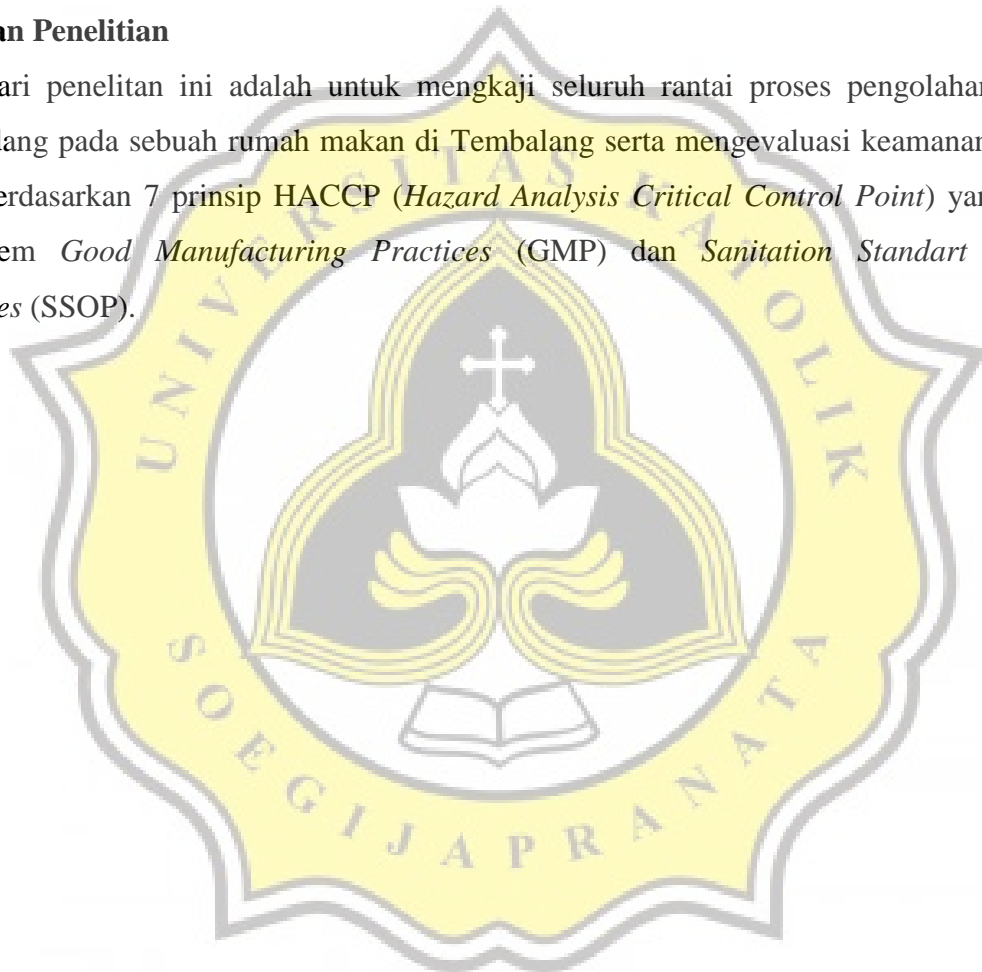 an Penelitian
ari penelitan ini adalah untuk mengkaji seluruh rantai proses pengolahan
lang pada sebuah rumah makan di Tembalang serta mengevaluasi keamanan
erdasarkan 7 prinsip HACCP (Hazard Analysis Critical Control Point) yan
em Good Manufacturing Practices (GMP) dan Sanitation Standart
es (SSOP).
UNIVERSITAS KATOLIK
SOEGIJAPRANATA